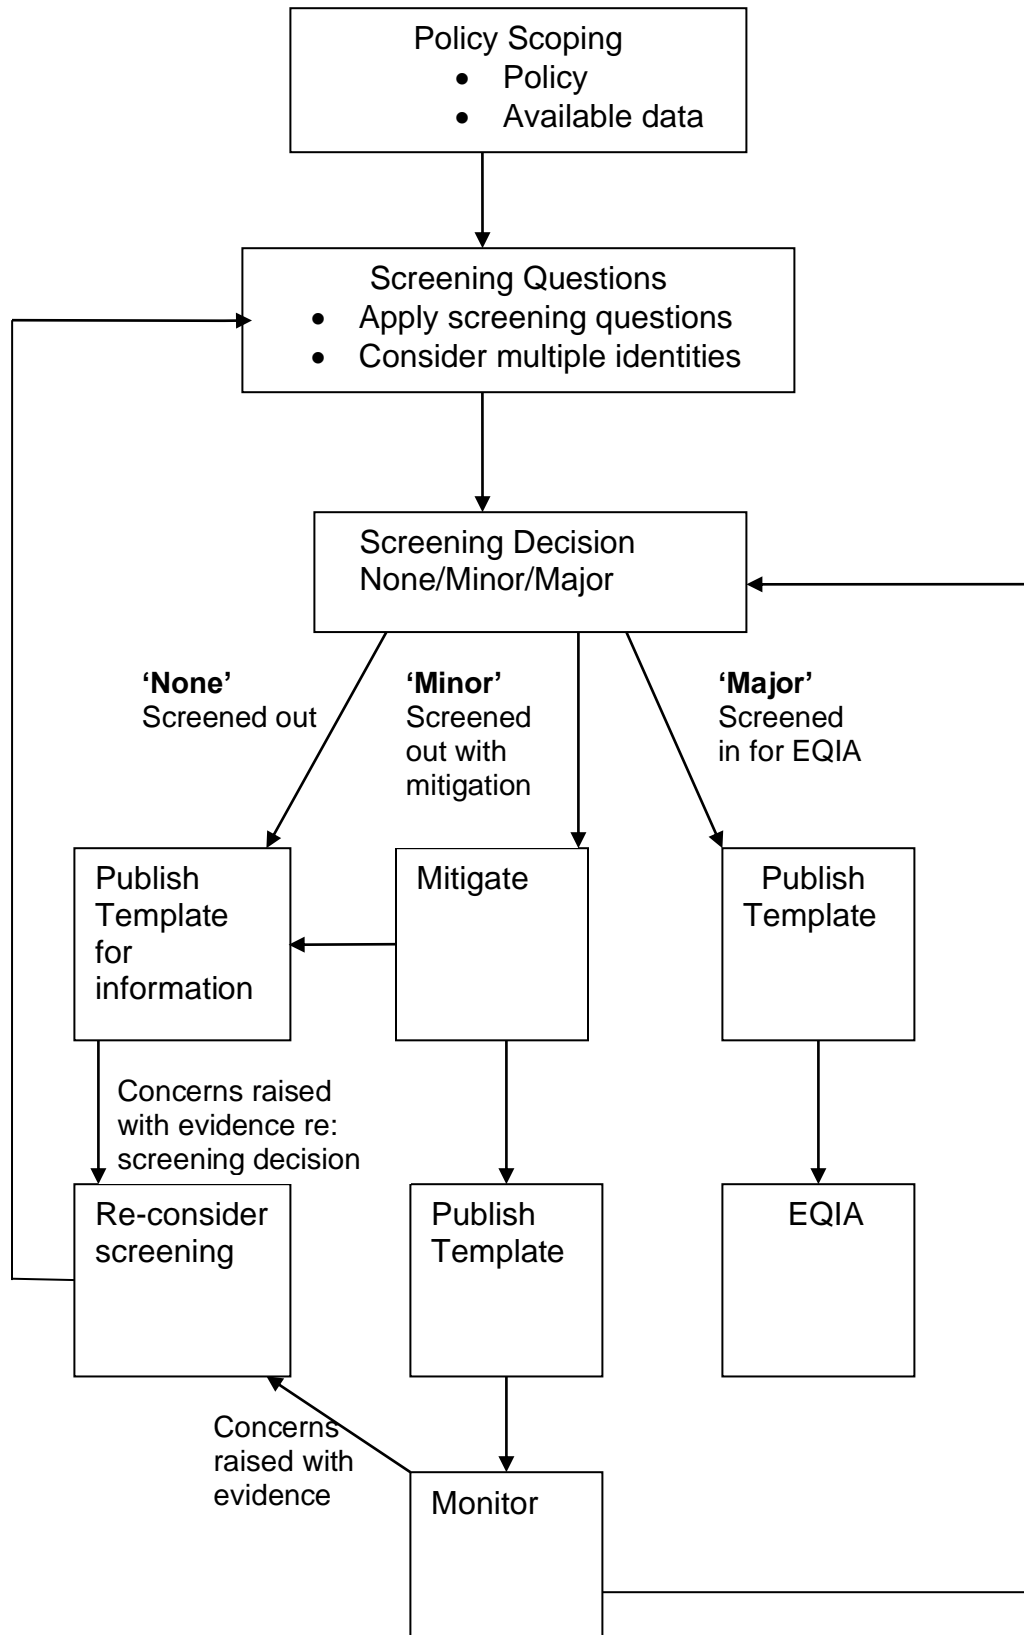 Policy Scoping
• Policy
• Available data
Screening Questions
• Apply screening questions
• Consider multiple identities
Screening Decision
None/Minor/Major
‘None’
Screened out
‘Minor’
Screened
out with
mitigation
‘Major’
Screened
in for EQIA
Publish
Template
for
information
Mitigate
Publish
Template
Concerns raised
with evidence re:
screening decision
Re-consider
screening
Publish
Template
EQIA
Concerns
raised with
evidence
Monitor